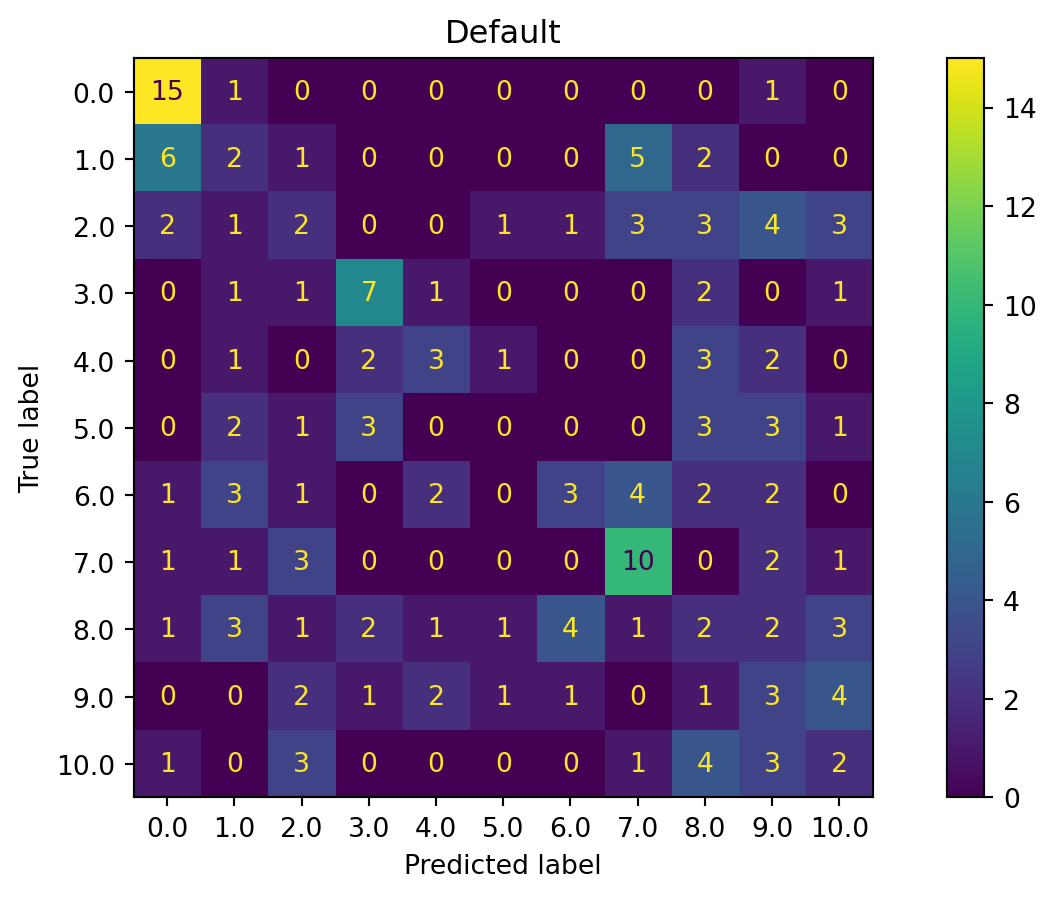 Default
0.0 15 1 0 0 0 0 0 0 0 1 0
1.0 6 2 1 0 0 0 0 5 2 0 0
2.0 2 1 2 0 0 1 1 3 3 4 3
3.0 0 1 1 7 1 0 0 0 2 0 1
4.0 0 1 0 2 3 1 0 0 3 2 0
5.0 0 2 1 3 0 0 0 0 3 3 1
6.0 1 3 1 0 2 0 3 4 2 2 0
7.0 1 1 3 0 0 0 0 10 0 2 1
8.0 1 3 1 2 1 1 4 1 2 2 3
9.0 0 0 2 1 2 1 1 0 1 3 4
10.0 1 0 3 0 0 0 0 1 4 3 2
0.0 1.0 2.0 3.0 4.0 5.0 6.0 7.0 8.0 9.0 10.0
Predicted label
True label
14
12
10
8
6
4
2
0